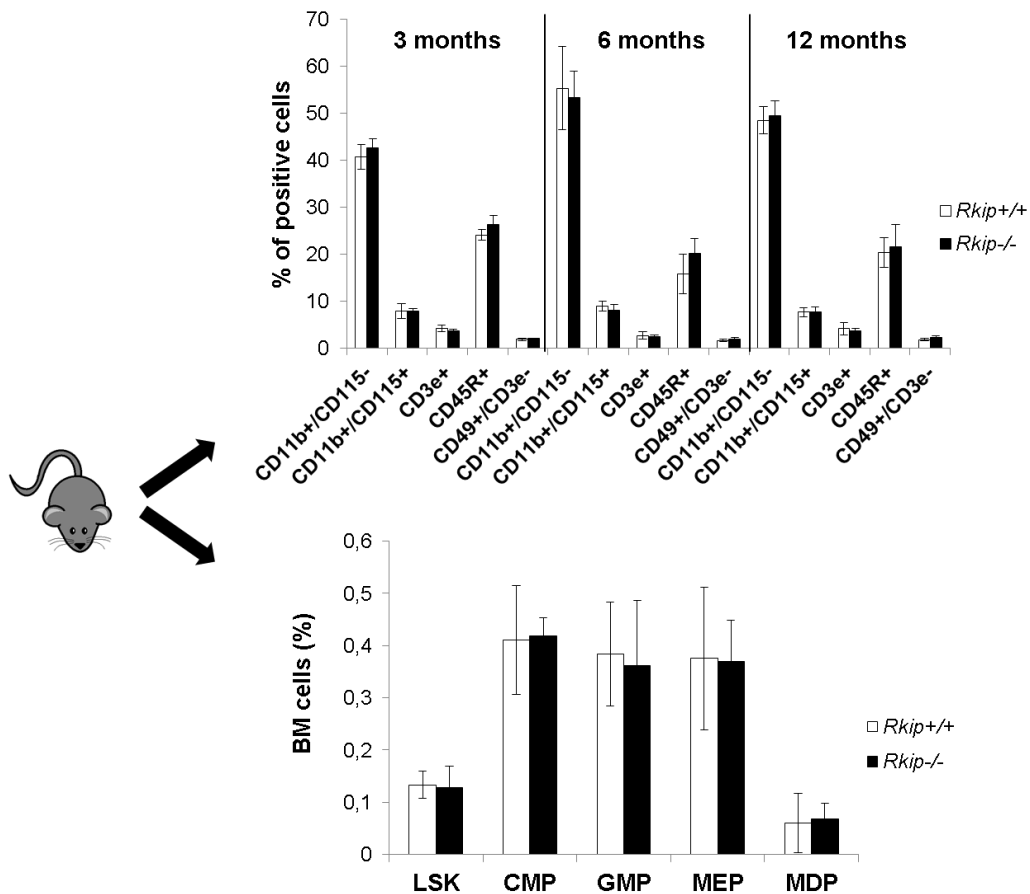 3 months
6 months
12 months
% of positive cells
70
60
50
40
30
20
10
0
CD11b+/CD115-
CD11b+/CD115+
CD3e+
CD45R+
CD49+/CD3e-
CD11b+/CD115-
CD11b+/CD115+
CD3e+
CD45R+
CD49+/CD3e-
CD11b+/CD115-
CD11b+/CD115+
CD3e+
CD45R+
CD49+/CD3e-
Rkip+/+
Rkip-/-
BM cells (%)
0,6
0,5
0,4
0,3
0,2
0,1
0
LSK CMP GMP MEP MDP
Rkip+/+
Rkip-/-